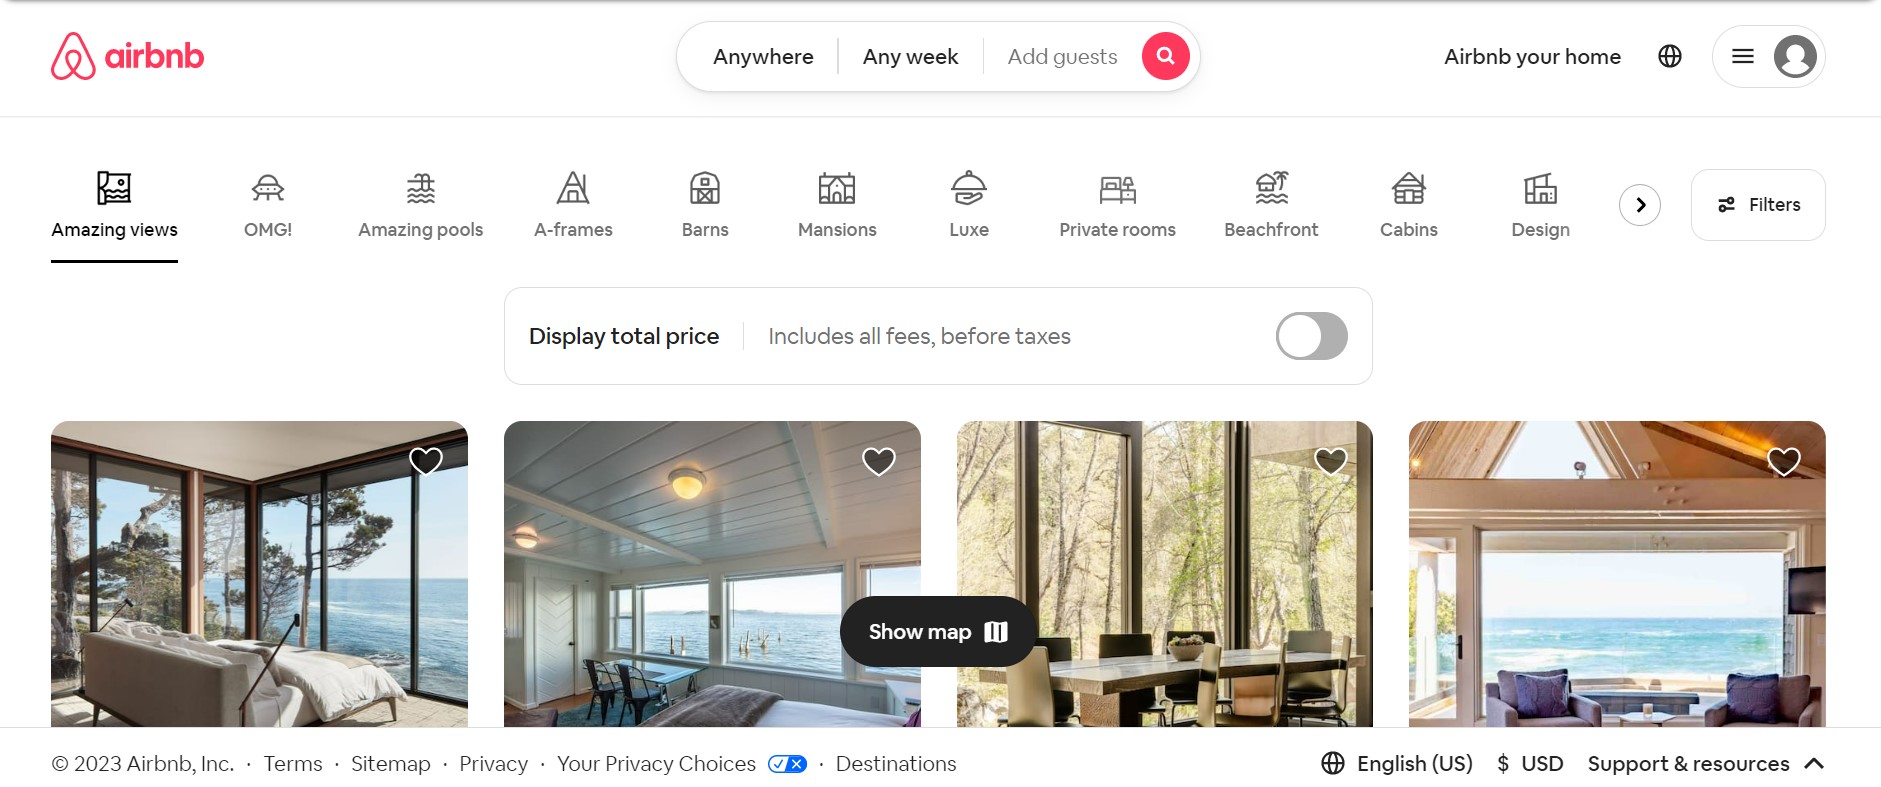 airbnb
Anywhere
Any week
Add guests
Airbnb your home
Amazing views
OMG!
Amazing pools
A-frames
Barns
Mansions
Luxe
Private rooms
Beachfront
Cabins
Design
Filters
Display total price
Includes all fees, before taxes
Show map
© 2023 Airbnb, Inc. · Terms · Sitemap · Privacy · Your Privacy Choices · Destinations
English (US)
$ USD
Support & resources